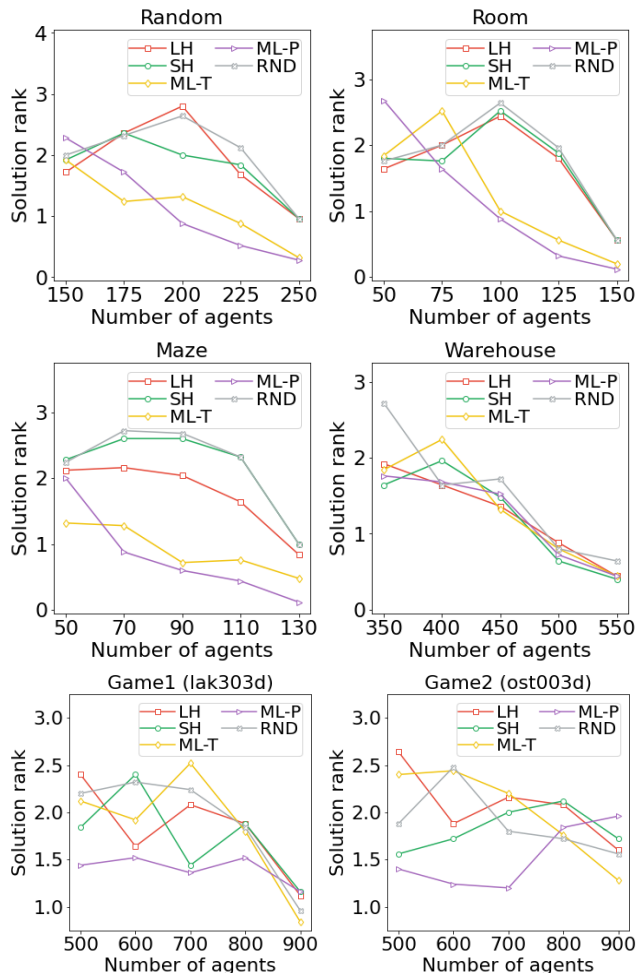 Random
Solution rank
4
3
2
1
0
LH
SH
ML-T
ML-P
RND
150 175 200 225 250
Number of agents
Room
Solution rank
3
2
1
0
LH
SH
ML-T
ML-P
RND
50 75 100 125 150
Number of agents
Maze
Solution rank
3
2
1
0
LH
SH
ML-T
ML-P
RND
50 70 90 110 130
Number of agents
Warehouse
Solution rank
3
2
1
0
LH
SH
ML-T
ML-P
RND
350 400 450 500 550
Number of agents
Game1 (lak303d)
Solution rank
3.0
2.5
2.0
1.5
1.0
LH
SH
ML-T
ML-P
RND
500 600 700 800 900
Number of agents
Game2 (ost003d)
Solution rank
3.0
2.5
2.0
1.5
1.0
LH
SH
ML-T
ML-P
RND
500 600 700 800 900
Number of agents